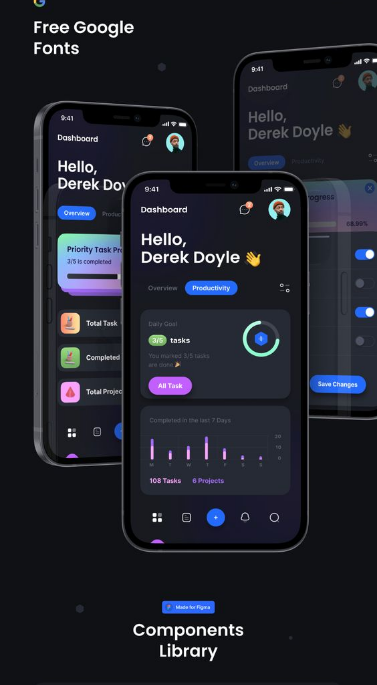 Free Google
Fonts
9:41
Dashboard
Hello,
Derek Doyle 👋
Overview
Productivity
68.99%
Save Changes
9:41
Dashboard
Hello,
Derek Doy
Overview
Produc
Priority Task Pr
3/5 is completed
Total Task
Completed
Total Projec
9:41
Dashboard
Hello,
Derek Doyle 👋
Overview
Productivity
Daily Goal
3/5 tasks
You marked 3/5 tasks
are done 🎉
All Task
Completed in the last 7 Days
20
10
0
M T W T F S S
108 Tasks 6 Projects
Made for Figma
Components
Library